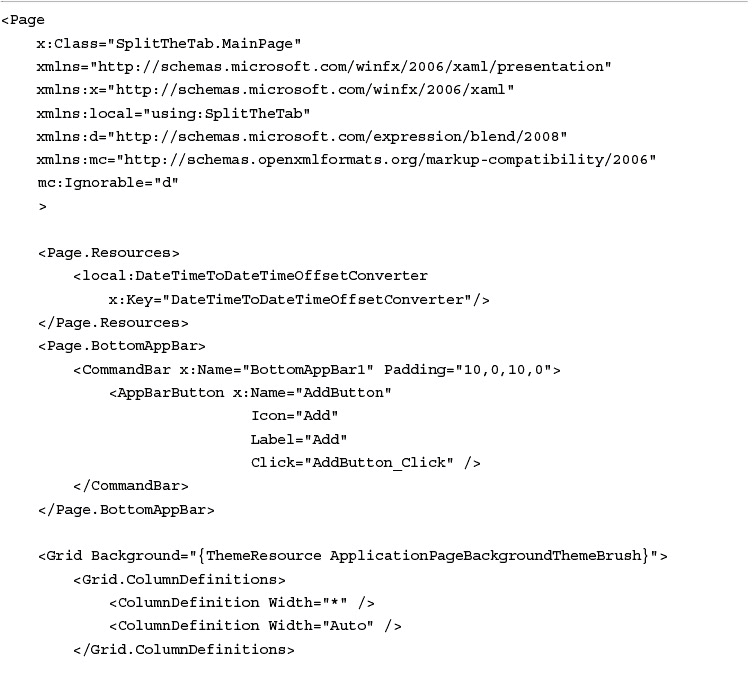 <Page
x:Class="SplitTheTab.MainPage"
xmlns="http://schemas.microsoft.com/winfx/2006/xaml/presentation"
xmlns:x="http://schemas.microsoft.com/winfx/2006/xaml"
xmlns:local="using:SplitTheTab"
xmlns:d="http://schemas.microsoft.com/expression/blend/2008"
xmlns:mc="http://schemas.openxmlformats.org/markup-compatibility/2006"
mc:Ignorable="d"
>
<Page.Resources>
<local:DateTimeToDateTimeOffsetConverter
x:Key="DateTimeToDateTimeOffsetConverter"/>
</Page.Resources>
<Page.BottomAppBar>
<CommandBar x:Name="BottomAppBar1" Padding="10,0,10,0">
<AppBarButton x:Name="AddButton"
Icon="Add"
Label="Add"
Click="AddButton_Click" />
</CommandBar>
</Page.BottomAppBar>
<Grid Background="{ThemeResource ApplicationPageBackgroundThemeBrush}">
<Grid.ColumnDefinitions>
<ColumnDefinition Width="*" />
<ColumnDefinition Width="Auto" />
</Grid.ColumnDefinitions>